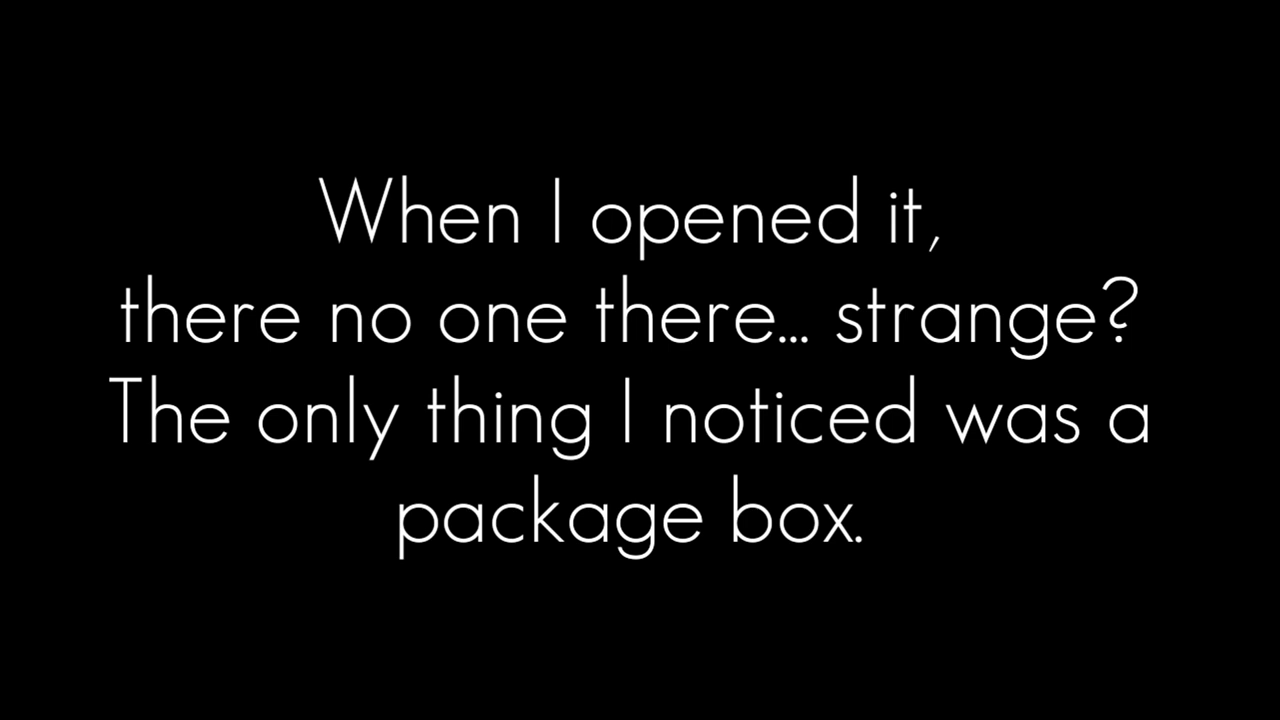 When I opened it,
there no one there... strange?
The only thing I noticed was a
package box.